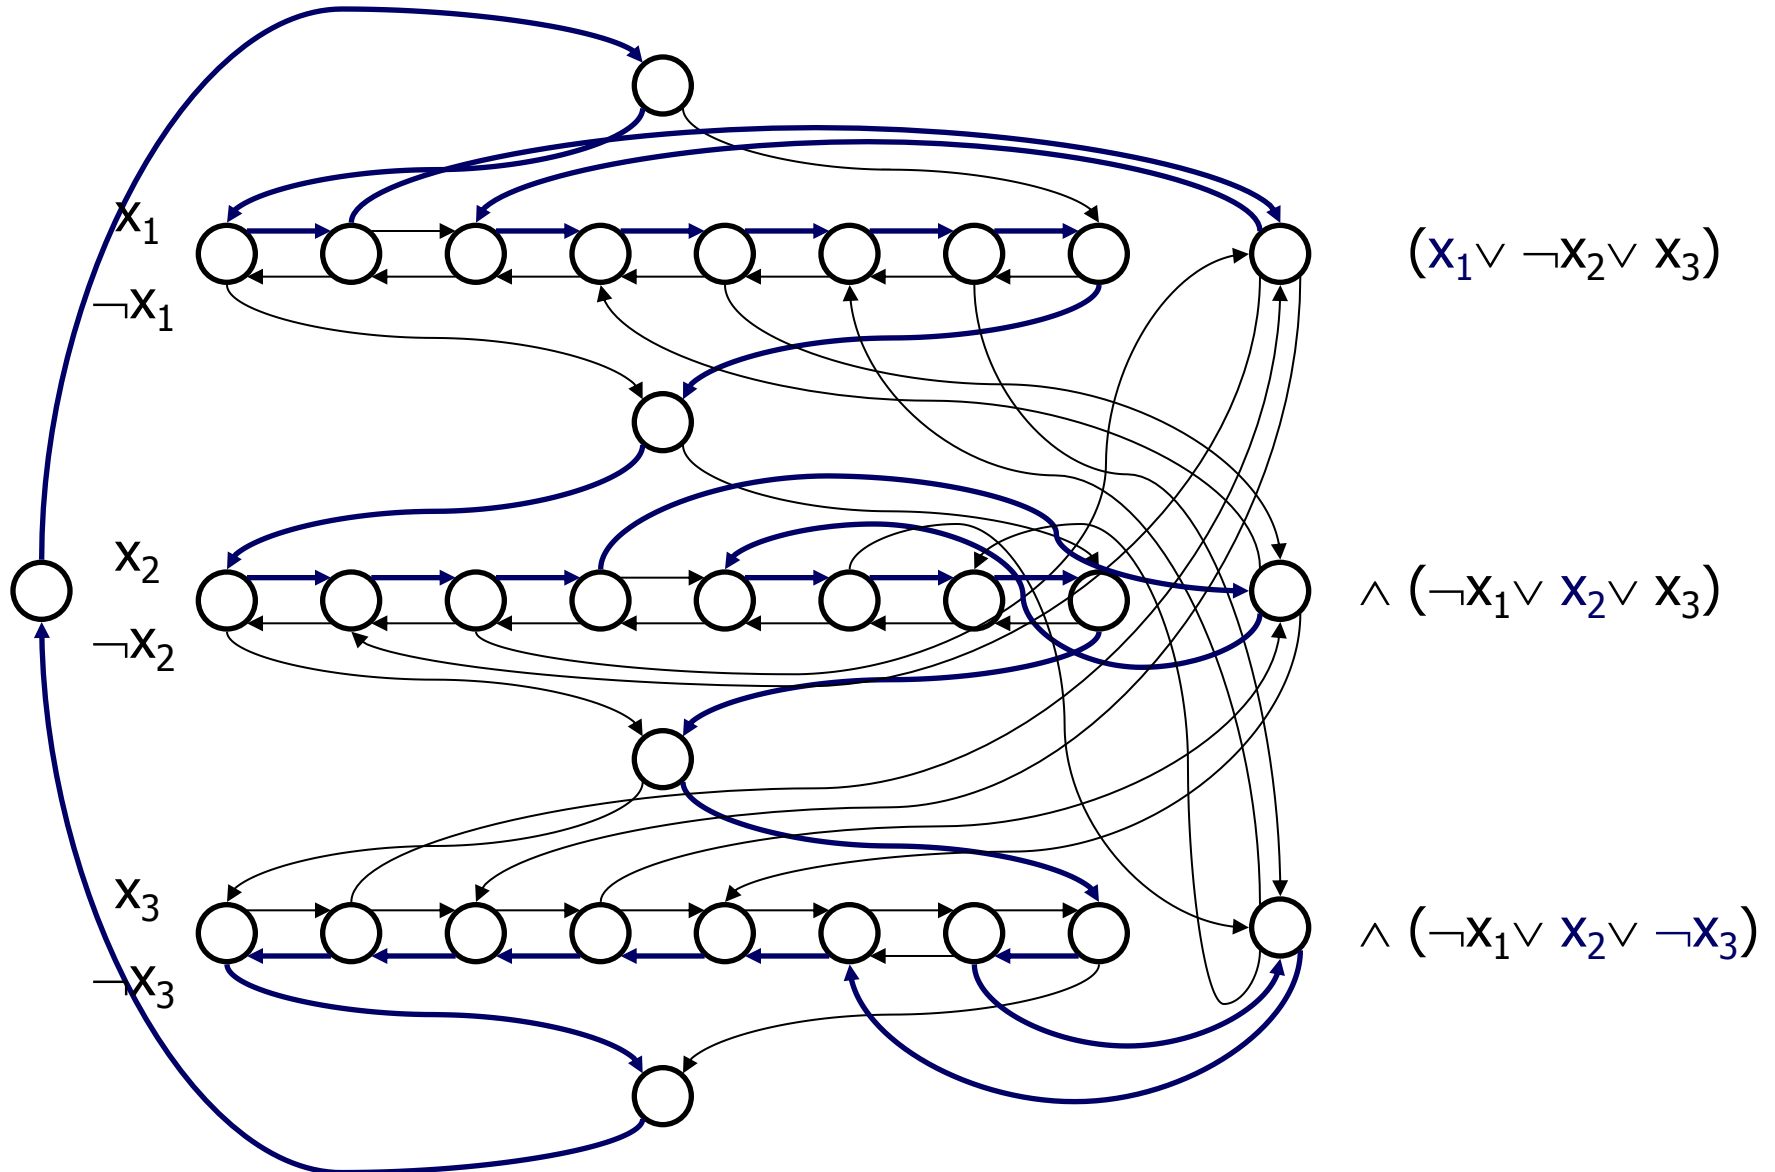 x₁
¬x₁
(x₁∨ ¬x₂∨ x₃)
x₂
¬x₂
∧ (¬x₁∨ x₂∨ x₃)
x₃
¬x₃
∧ (¬x₁∨ x₂∨ ¬x₃)